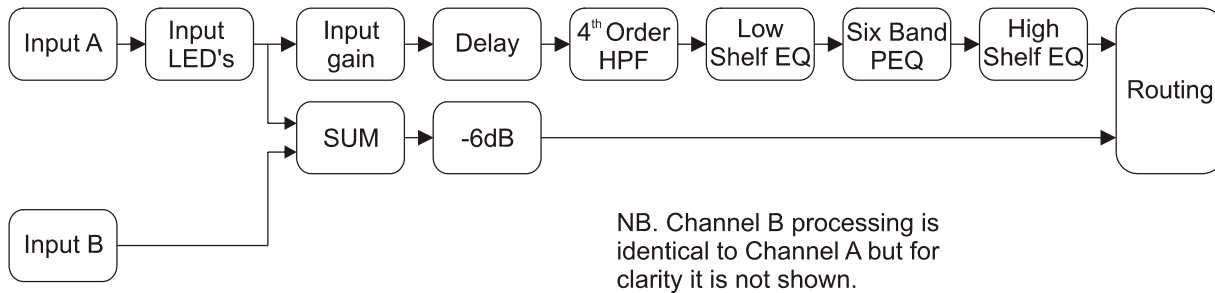 Input A
Input
LED's
Input
gain
Delay
4th Order
HPF
Low
Shelf EQ
Six Band
PEQ
High
Shelf EQ
Routing
SUM
-6dB
Input B
NB. Channel B processing is
identical to Channel A but for
clarity it is not shown.